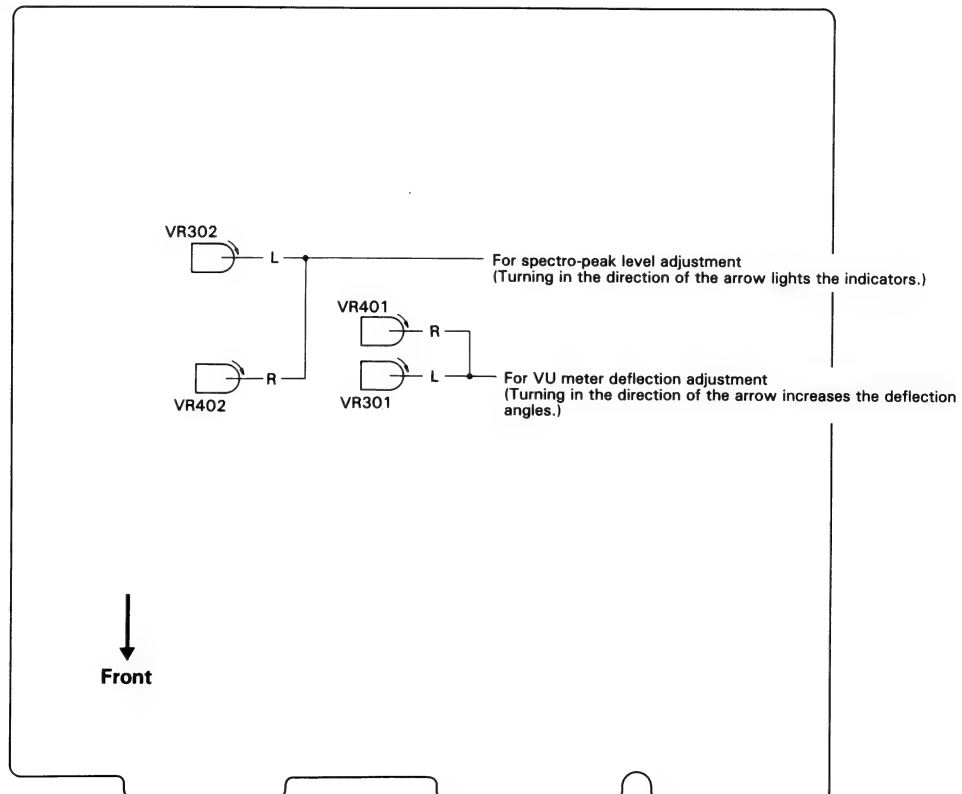 VR302
L
For spectro-peak level adjustment
(Turning in the direction of the arrow lights the indicators.)
VR401
R
R
VR402
L
VR301
For VU meter deflection adjustment
(Turning in the direction of the arrow increases the deflection
angles.)
Front